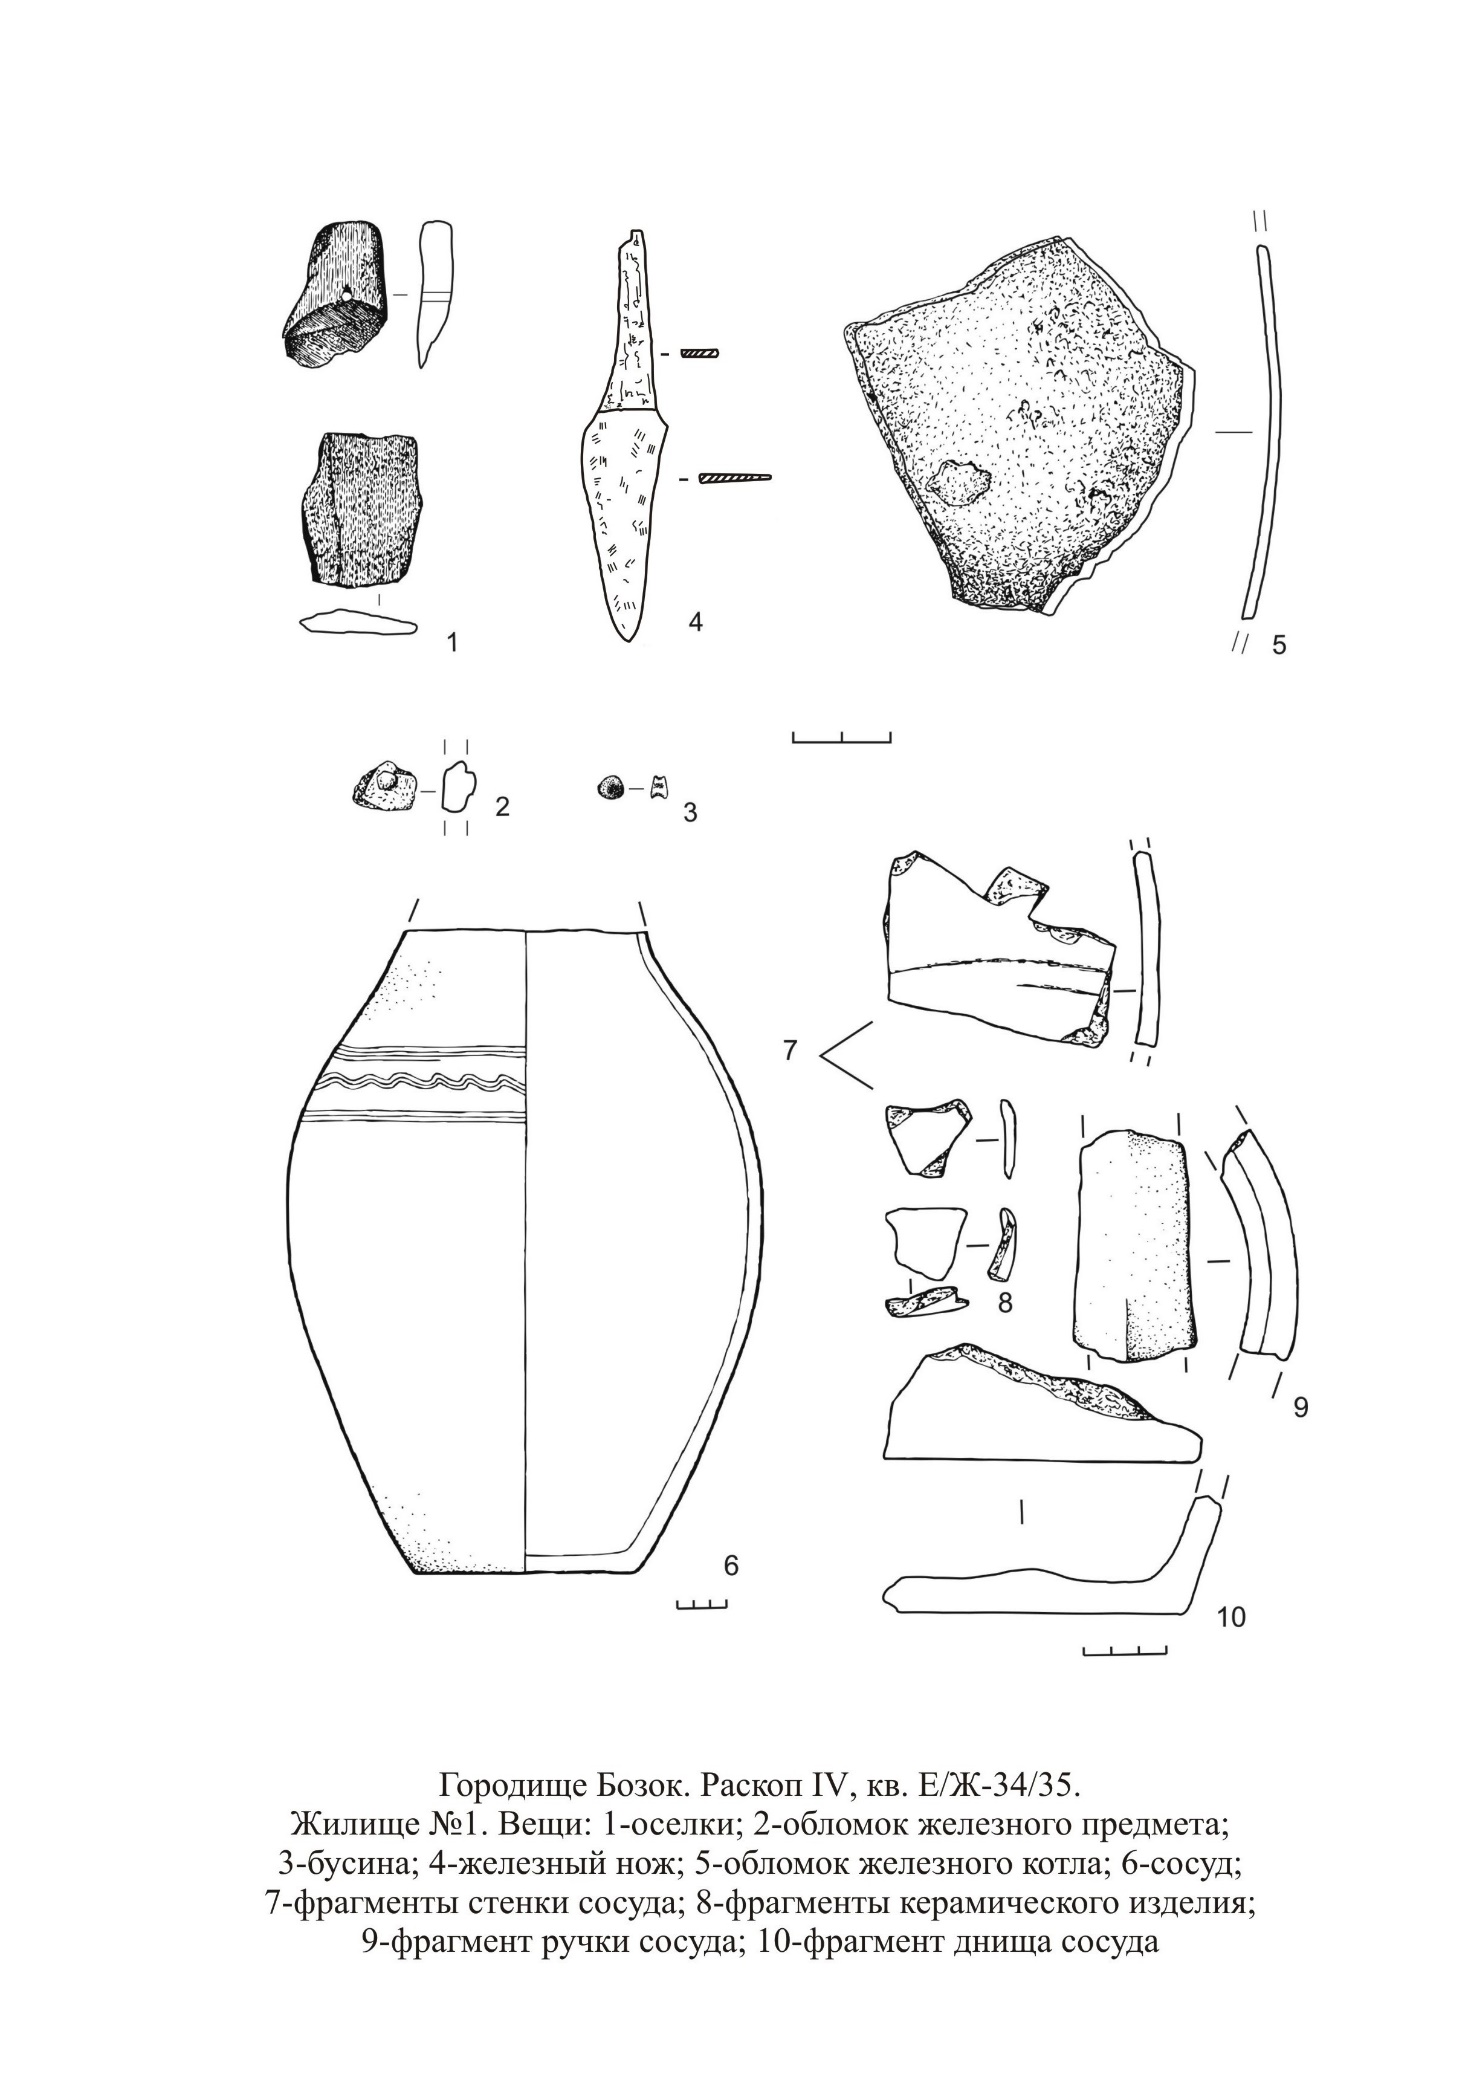 1
4
5
2
3
7
8
9
6
10
Городище Бозок. Раскоп IV, кв. Е/Ж-34/35.
Жилище №1. Вещи: 1-оселки; 2-обломок железного предмета;
3-бусина; 4-железный нож; 5-обломок железного котла; 6-сосуд;
7-фрагменты стенки сосуда; 8-фрагменты керамического изделия;
9-фрагмент ручки сосуда; 10-фрагмент днища сосуда